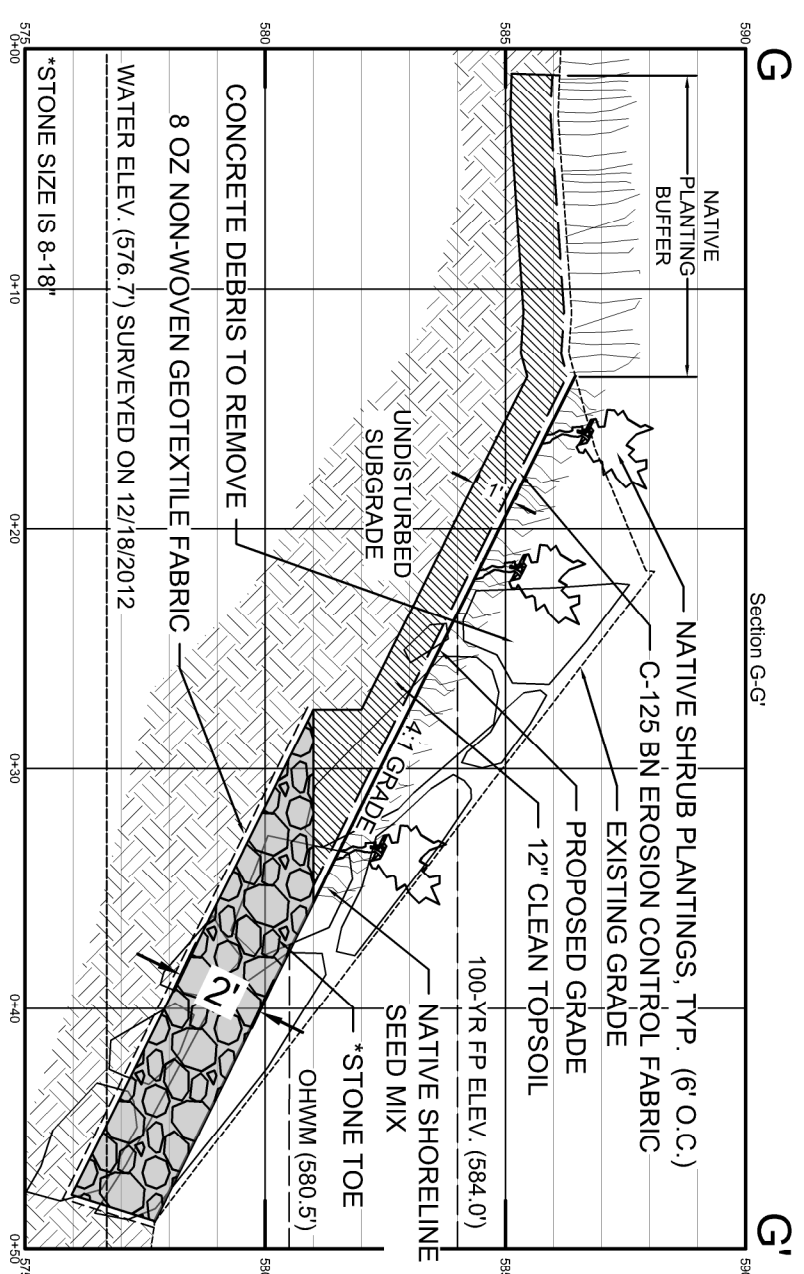 G
G'
Section G-G'
590
590
585
585
580
580
575
575
0+00
0+10
0+20
0+30
0+40
0+50
NATIVE
PLANTING
BUFFER
NATIVE SHRUB PLANTINGS, TYP. (6' O.C.)
C-125 BN EROSION CONTROL FABRIC
EXISTING GRADE
PROPOSED GRADE
12" CLEAN TOPSOIL
100-YR FP ELEV. (584.0')
NATIVE SHORELINE
SEED MIX
*STONE TOE
OHWM (580.5')
1'
4:1 GRADE
2'
UNDISTURBED
SUBGRADE
CONCRETE DEBRIS TO REMOVE
8 OZ NON-WOVEN GEOTEXTILE FABRIC
WATER ELEV. (576.7') SURVEYED ON 12/18/2012
*STONE SIZE IS 8-18"